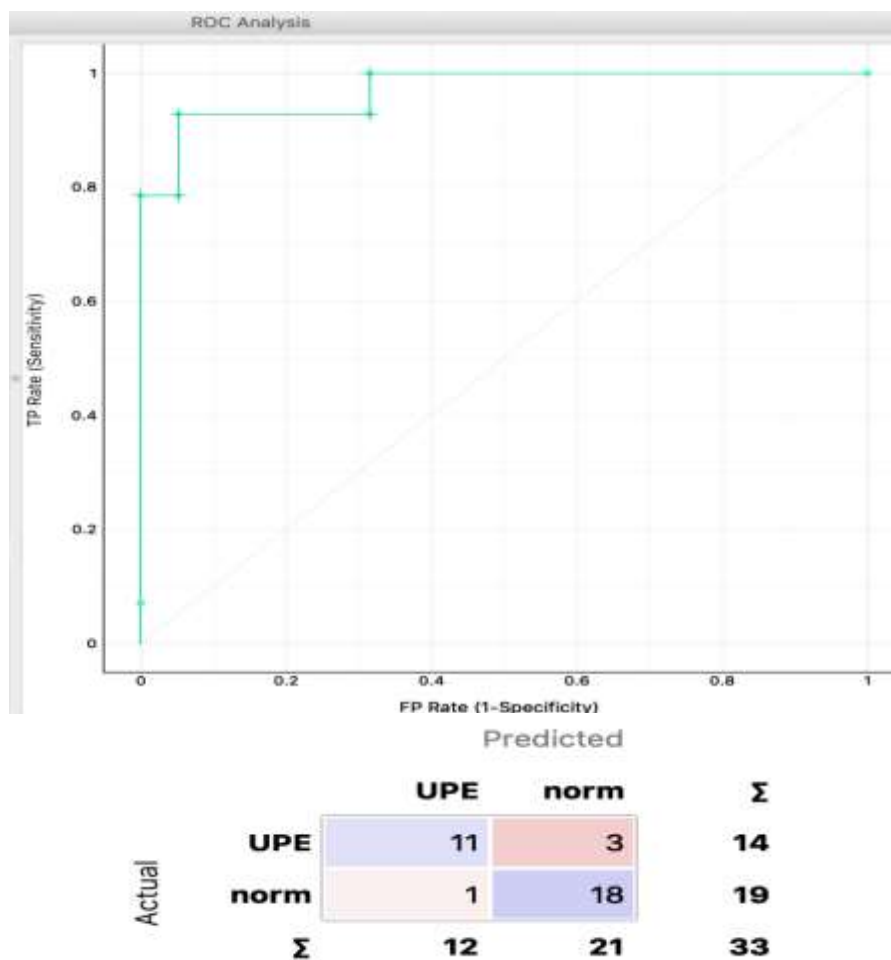 ROC Analysis
1
0.8
0.6
0.4
0.2
0
TP Rate (Sensitivity)
0 0.2 0.4 0.6 0.8 1
FP Rate (1-Specificity)
Predicted
UPE norm Σ
UPE 11 3 14
norm 1 18 19
Σ 12 21 33
Actual